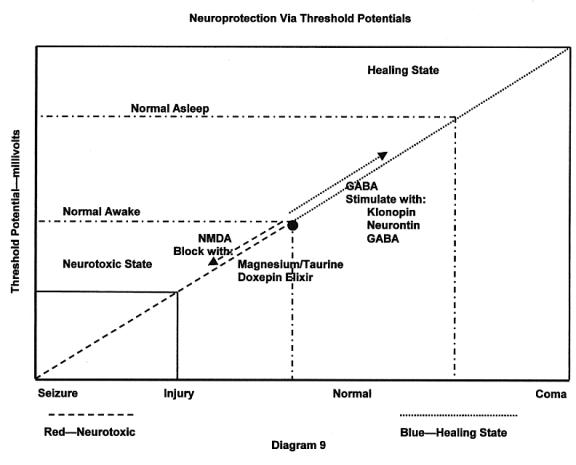 Neuroprotection Via Threshold Potentials
Healing State
Normal Asleep
Threshold Potential—millivolts
GABA
Stimulate with:
Klonopin
Neurontin
GABA
Normal Awake
NMDA
Block with:
Magnesium/Taurine
Doxepin Elixir
Neurotoxic State
Seizure
Injury
Normal
Coma
Red—Neurotoxic
Blue—Healing State
Diagram 9